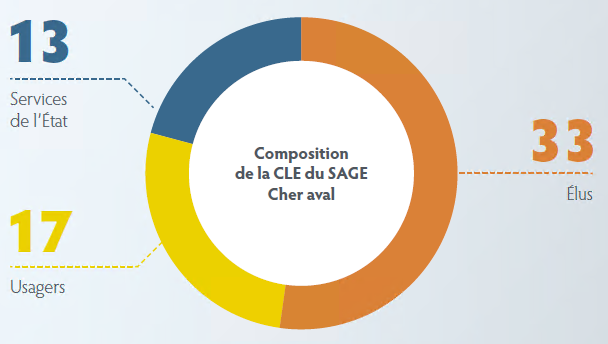 13
Services
de l'État
Composition
de la CLE du SAGE
Cher aval
33
Élus
17
Usagers